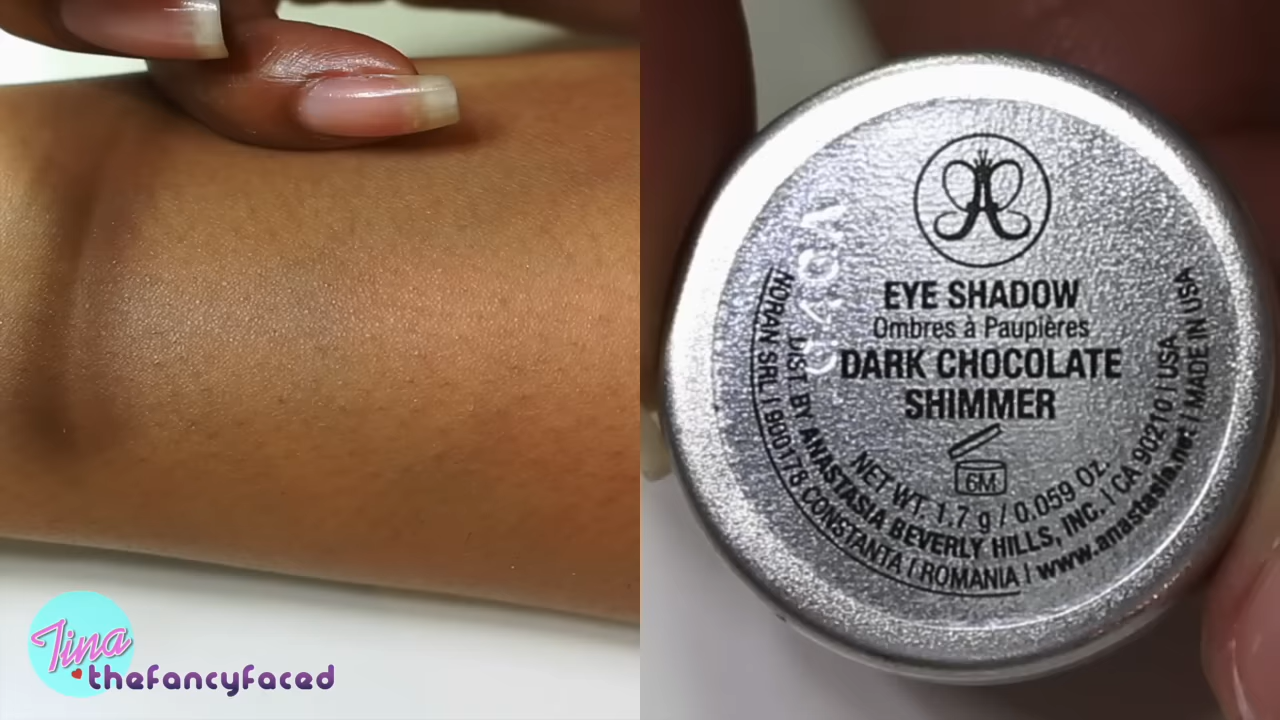 EYE SHADOW
Ombres à Paupières
DARK CHOCOLATE
SHIMMER
6M
NET WT. 1.7 g / 0.059 Oz.
DIST. BY ANASTASIA BEVERLY HILLS, INC. | CA 90210 | USA
NORAN SRL | 900178 CONSTANTA | ROMANIA | www.anastasia.net | MADE IN USA
Tina
thefancyfaced